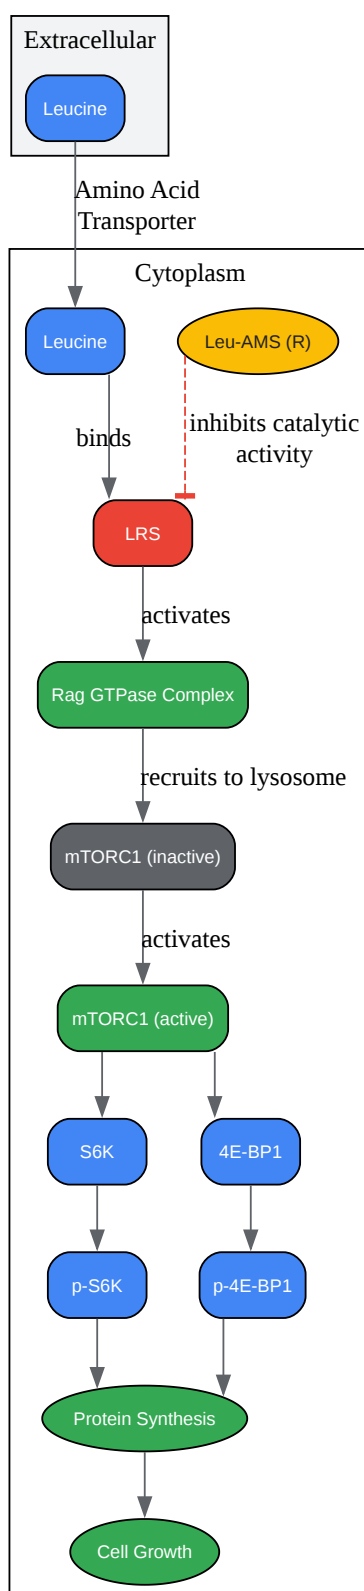 Extracellular
Leucine
Amino Acid
Transporter
Cytoplasm
Leucine
Leu-AMS (R)
binds
inhibits catalytic
activity
LRS
activates
Rag GTPase Complex
recruits to lysosome
mTORC1 (inactive)
activates
mTORC1 (active)
S6K
4E-BP1
p-S6K
p-4E-BP1
Protein Synthesis
Cell Growth